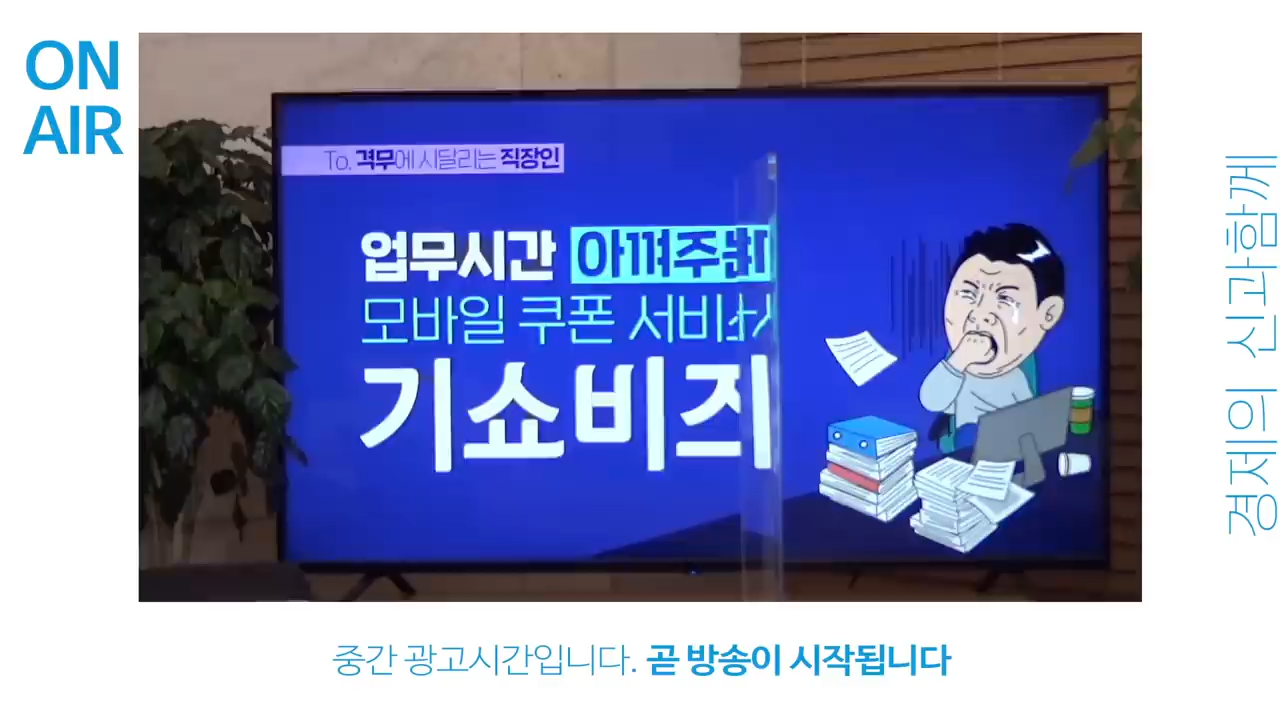 ON
AIR
To. 격무에 시달리는 직장인
업무시간 아껴주는
모바일 쿠폰 서비스
기쇼비즈
경제의 신과함께
중간 광고시간입니다. 곧 방송이 시작됩니다